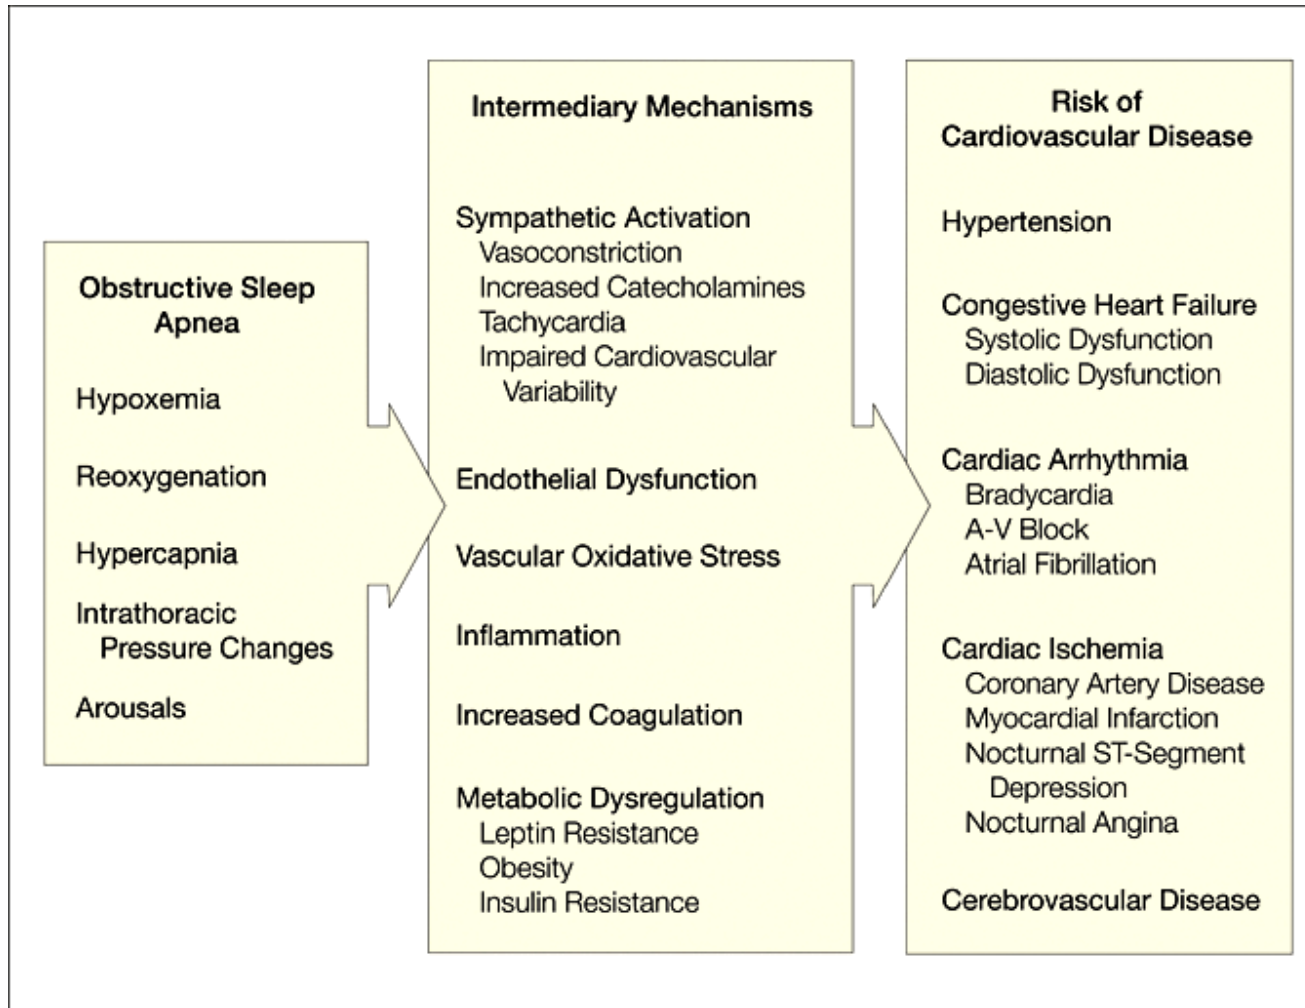 Obstructive Sleep
Apnea
Hypoxemia
Reoxygenation
Hypercapnia
Intrathoracic
Pressure Changes
Arousals
Intermediary Mechanisms
Sympathetic Activation
Vasoconstriction
Increased Catecholamines
Tachycardia
Impaired Cardiovascular
Variability
Endothelial Dysfunction
Vascular Oxidative Stress
Inflammation
Increased Coagulation
Metabolic Dysregulation
Leptin Resistance
Obesity
Insulin Resistance
Risk of
Cardiovascular Disease
Hypertension
Congestive Heart Failure
Systolic Dysfunction
Diastolic Dysfunction
Cardiac Arrhythmia
Bradycardia
A-V Block
Atrial Fibrillation
Cardiac Ischemia
Coronary Artery Disease
Myocardial Infarction
Nocturnal ST-Segment
Depression
Nocturnal Angina
Cerebrovascular Disease